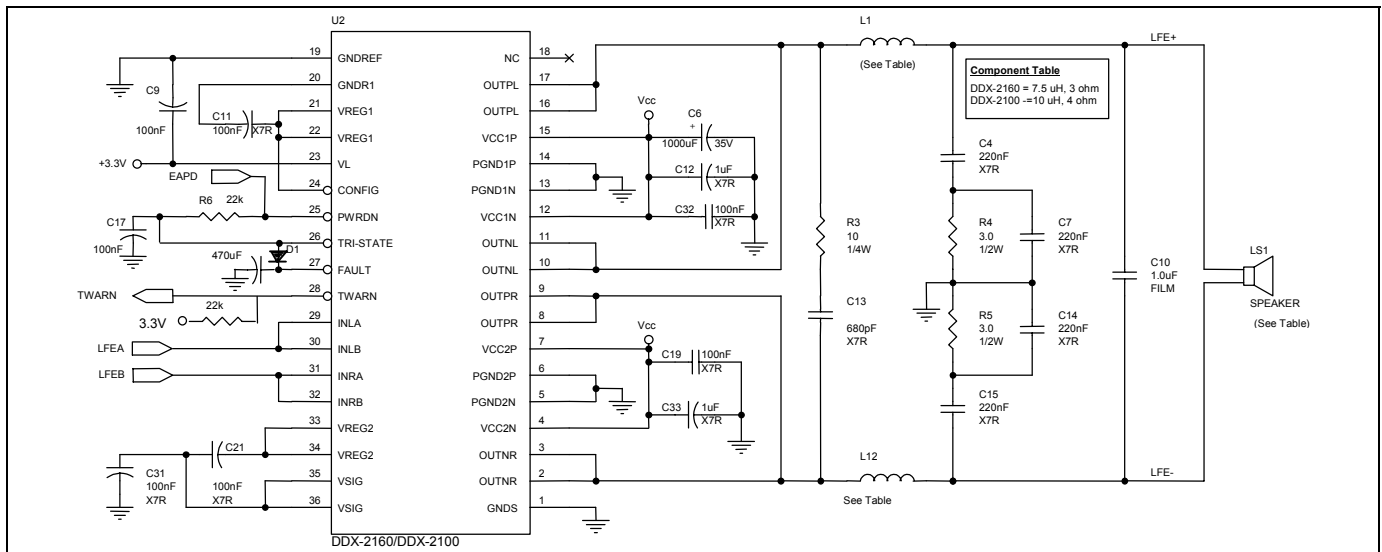 U2
GNDREF 19
GNDR1 20
VREG1 21
VREG1 22
VL 23
CONFIG 24
PWRDN 25
TRI-STATE 26
FAULT 27
TWARN 28
INLA 29
INLB 30
INRA 31
INRB 32
VREG2 33
VREG2 34
VSIG 35
VSIG 36
NC 18
OUTPL 17
OUTPL 16
VCC1P 15
PGND1P 14
PGND1N 13
VCC1N 12
OUTNL 11
OUTNL 10
OUTPR 9
OUTPR 8
VCC2P 7
PGND2P 6
PGND2N 5
VCC2N 4
OUTNR 3
OUTNR 2
GNDS 1
DDX-2160/DDX-2100
C9
100nF
C11
100nF
X7R
+3.3V
EAPD
R6
22k
C17
100nF
D1
470uF
TWARN
22k
3.3V
LFEA
LFEB
C21
100nF
X7R
C31
100nF
X7R
Vcc
C6
+
1000uF
35V
C12
1uF
X7R
C32
100nF
X7R
Vcc
C19
100nF
X7R
C33
1uF
X7R
L1
(See Table)
R3
10
1/4W
C13
680pF
X7R
L12
See Table
Component Table
DDX-2160 = 7.5 uH, 3 ohm
DDX-2100 -=10 uH, 4 ohm
C4
220nF
X7R
R4
3.0
1/2W
C7
220nF
X7R
R5
3.0
1/2W
C14
220nF
X7R
C15
220nF
X7R
C10
1.0uF
FILM
LFE+
LFE-
LS1
SPEAKER
(See Table)